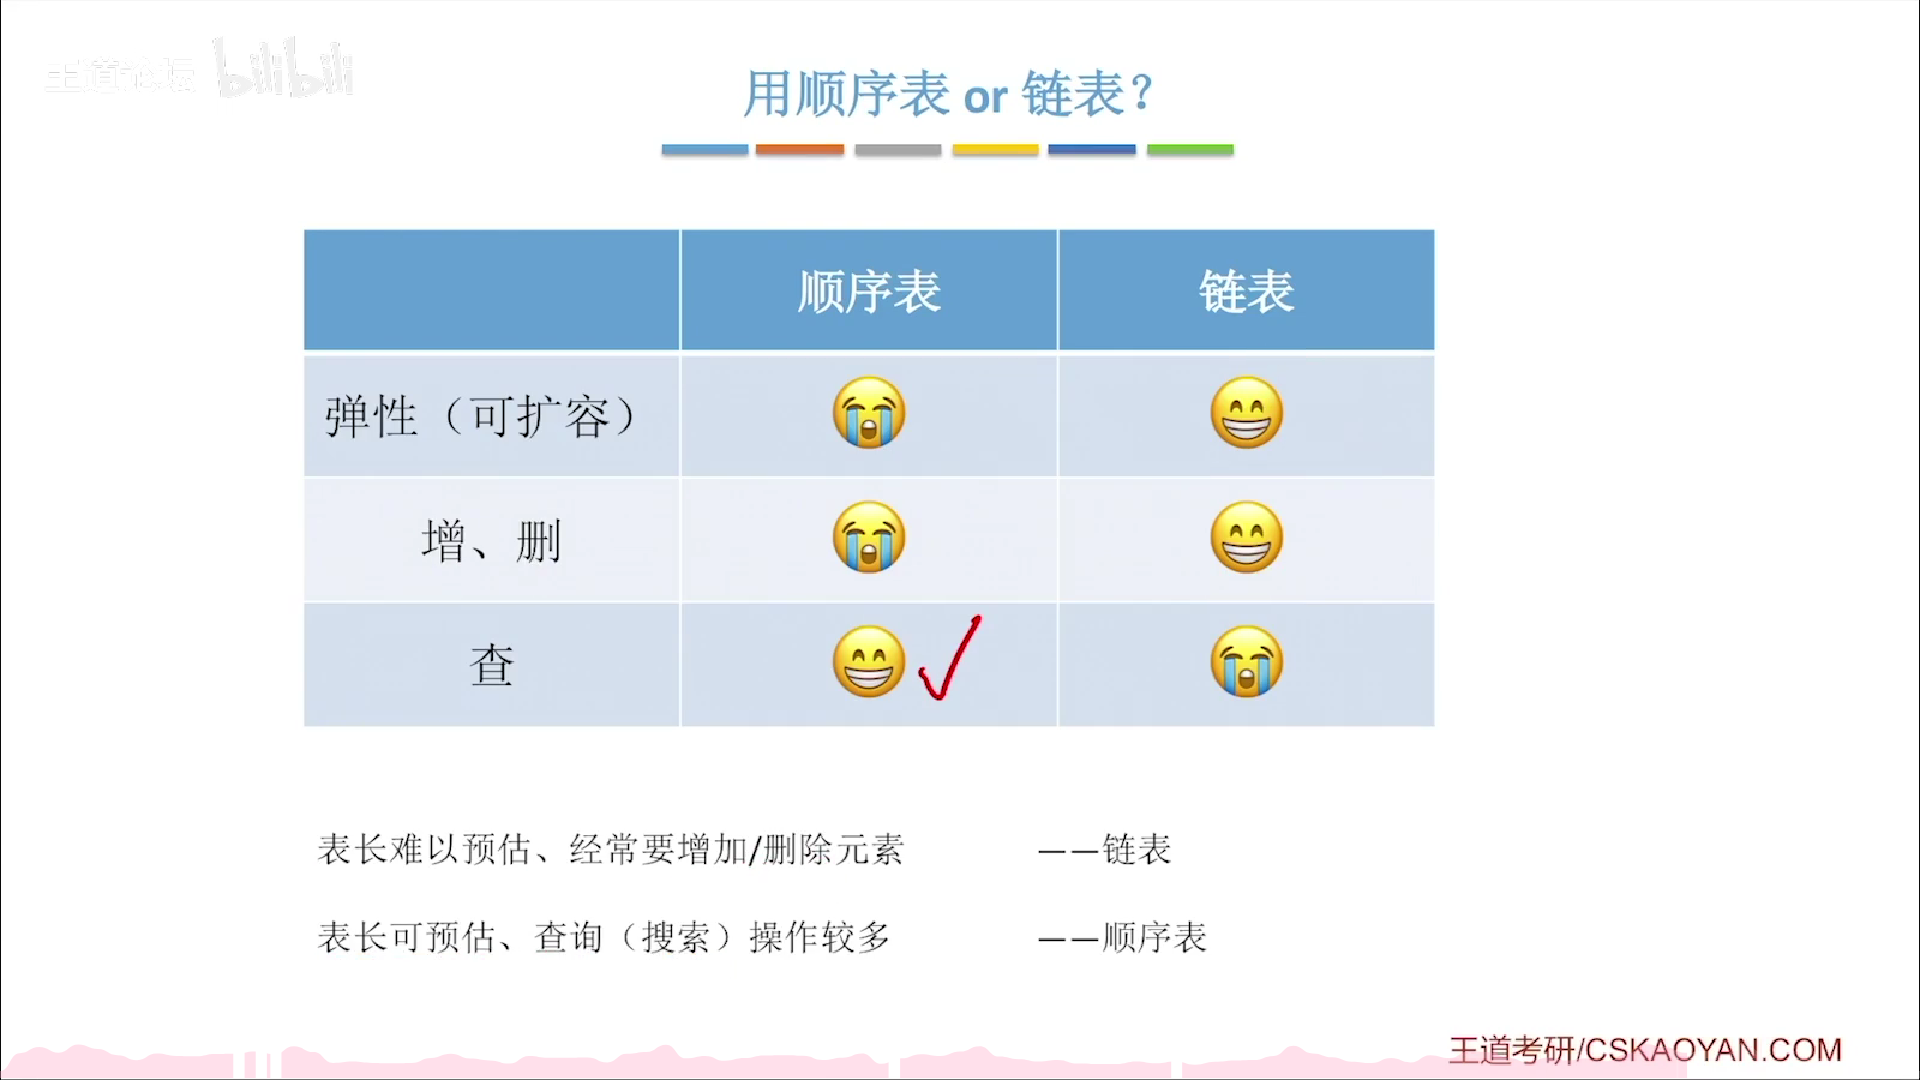 王道论坛 bilibili
用顺序表 or 链表？
顺序表 链表
弹性（可扩容）
增、删
查
表长难以预估、经常要增加/删除元素 ——链表
表长可预估、查询（搜索）操作较多 ——顺序表
王道考研/CSKAOYAN.COM